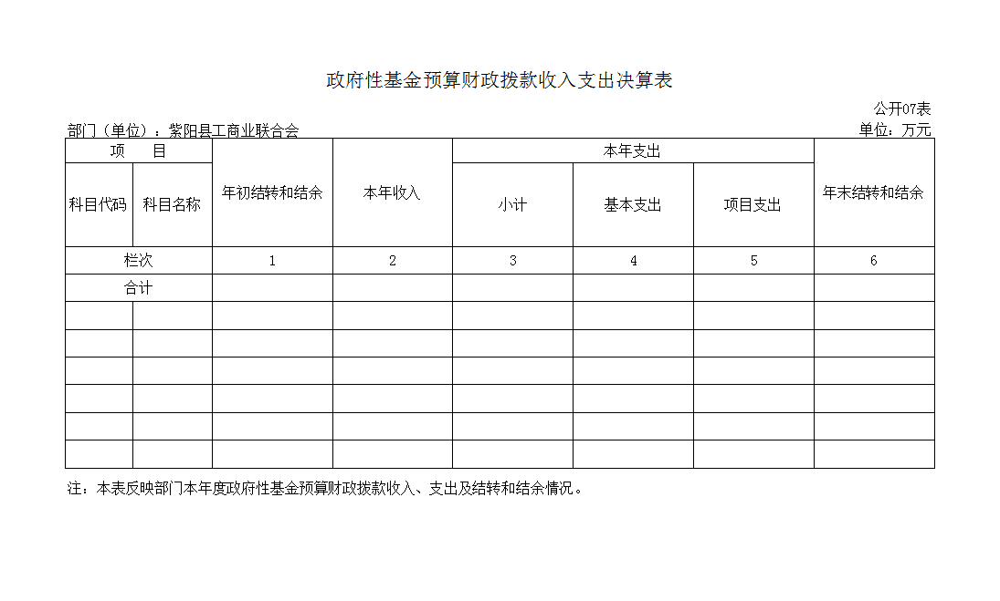 政府性基金预算财政拨款收入支出决算表
公开07表
部门（单位）：紫阳县工商业联合会
单位：万元
项　目
年初结转和结余
本年收入
本年支出
年末结转和结余
科目代码
科目名称
小计
基本支出
项目支出
栏次
1
2
3
4
5
6
合计
注：本表反映部门本年度政府性基金预算财政拨款收入、支出及结转和结余情况。